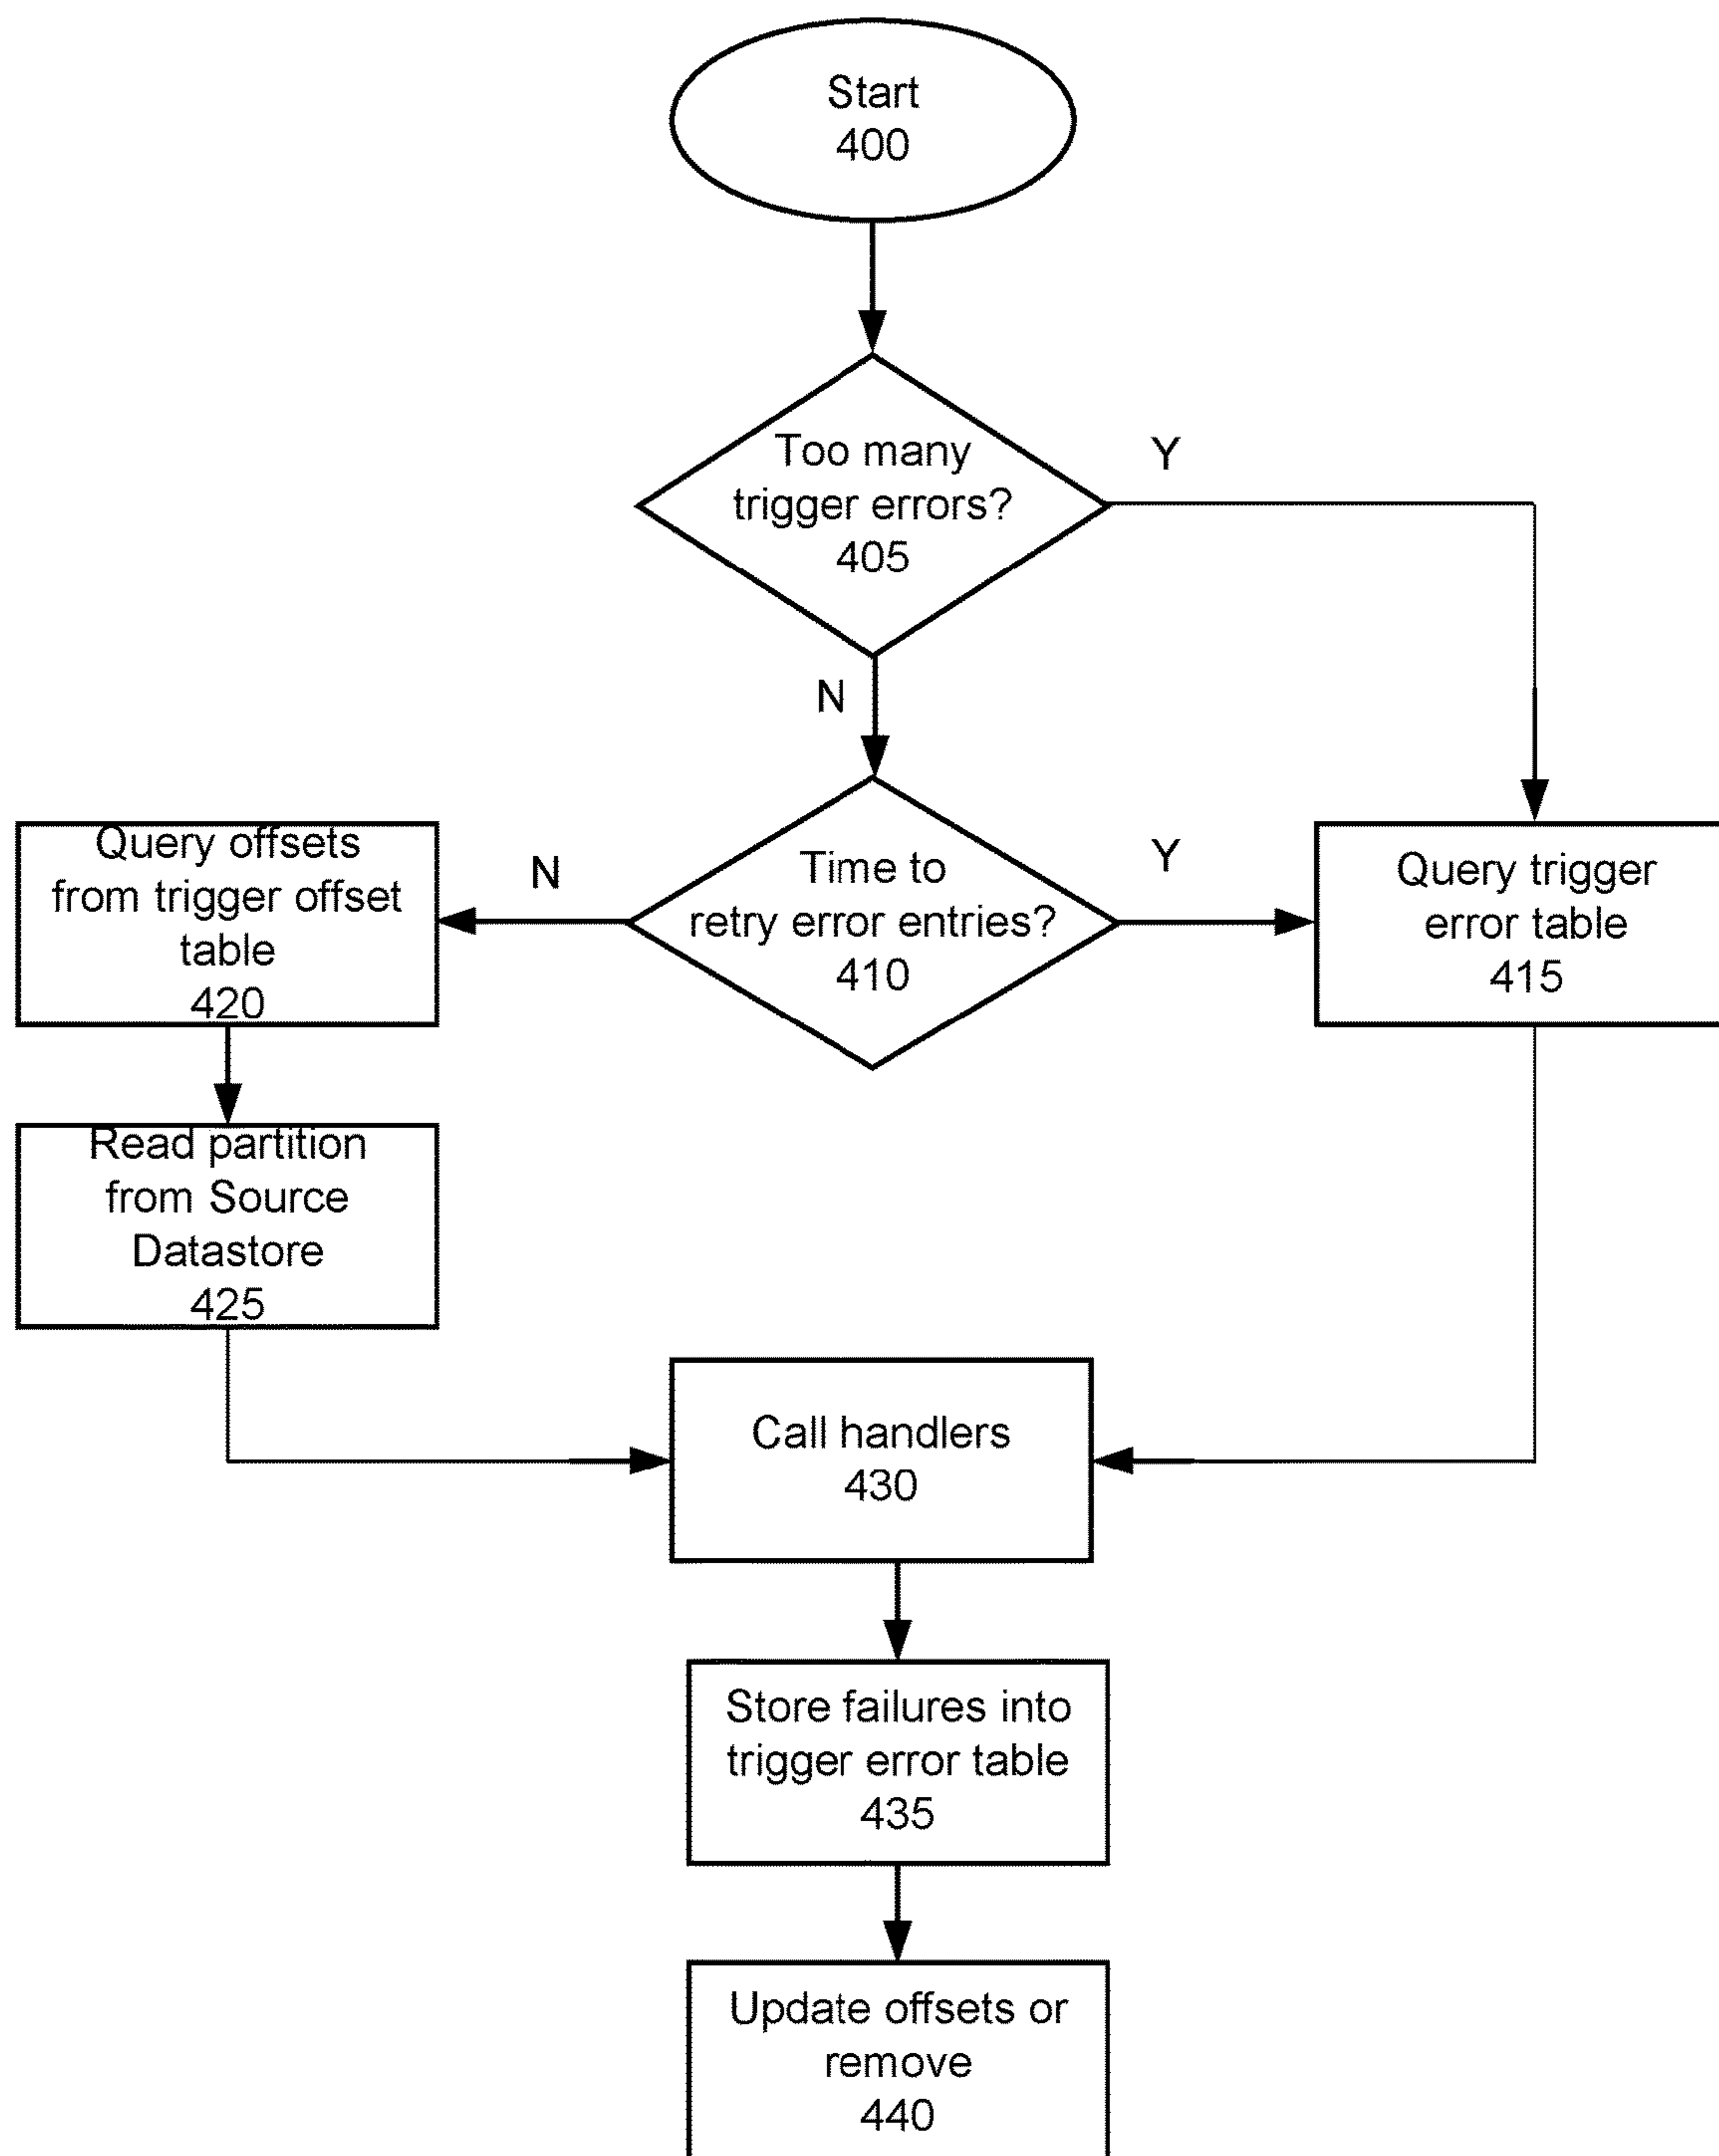 Start
400
Too many
trigger errors?
405
Y
N
Query offsets
from trigger offset
table
420
N
Time to
retry error entries?
410
Y
Query trigger
error table
415
Read partition
from Source
Datastore
425
Call handlers
430
Store failures into
trigger error table
435
Update offsets or
remove
440